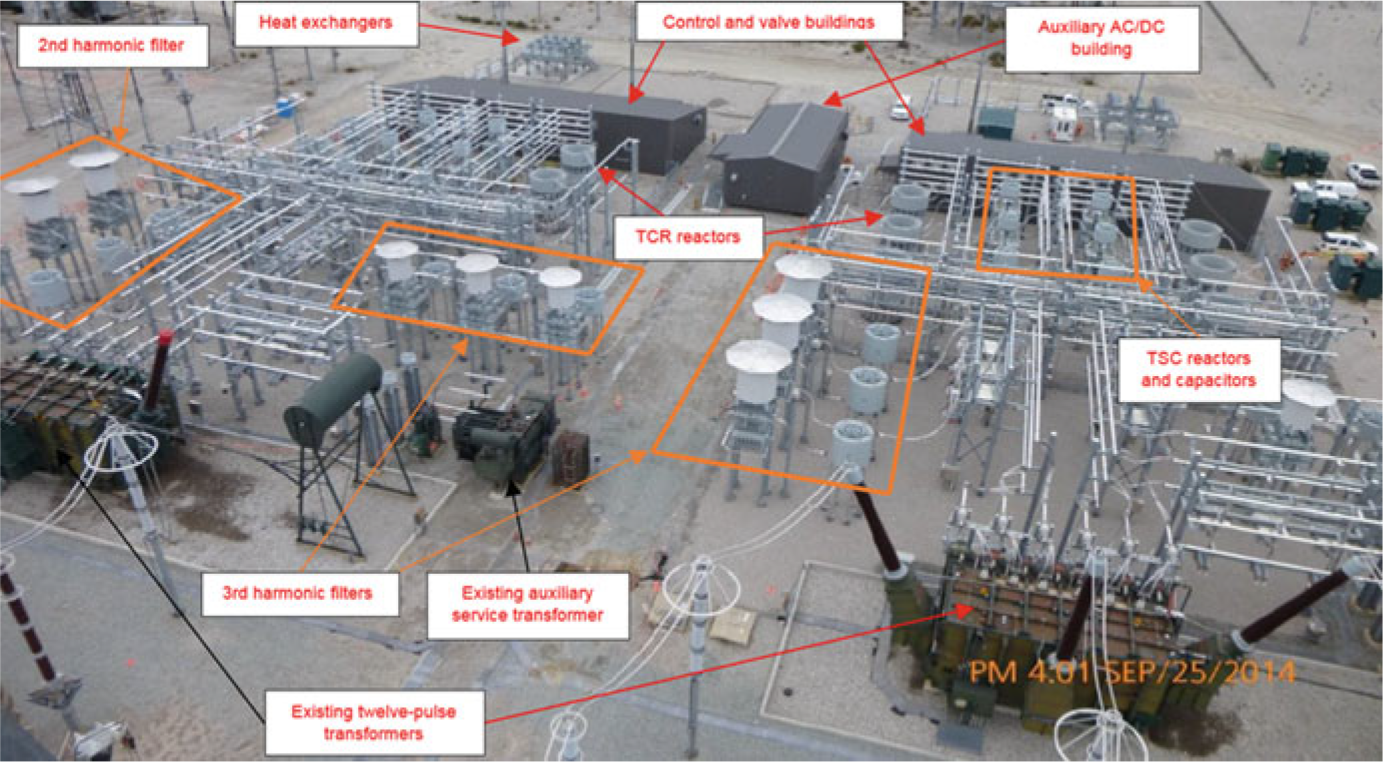 Heat exchangers
Control and valve buildings
Auxiliary AC/DC
building
2nd harmonic filter
TCR reactors
TSC reactors
and capacitors
3rd harmonic filters
Existing auxiliary
service transformer
PM 4:01 SEP/25/2014
Existing twelve-pulse
transformers